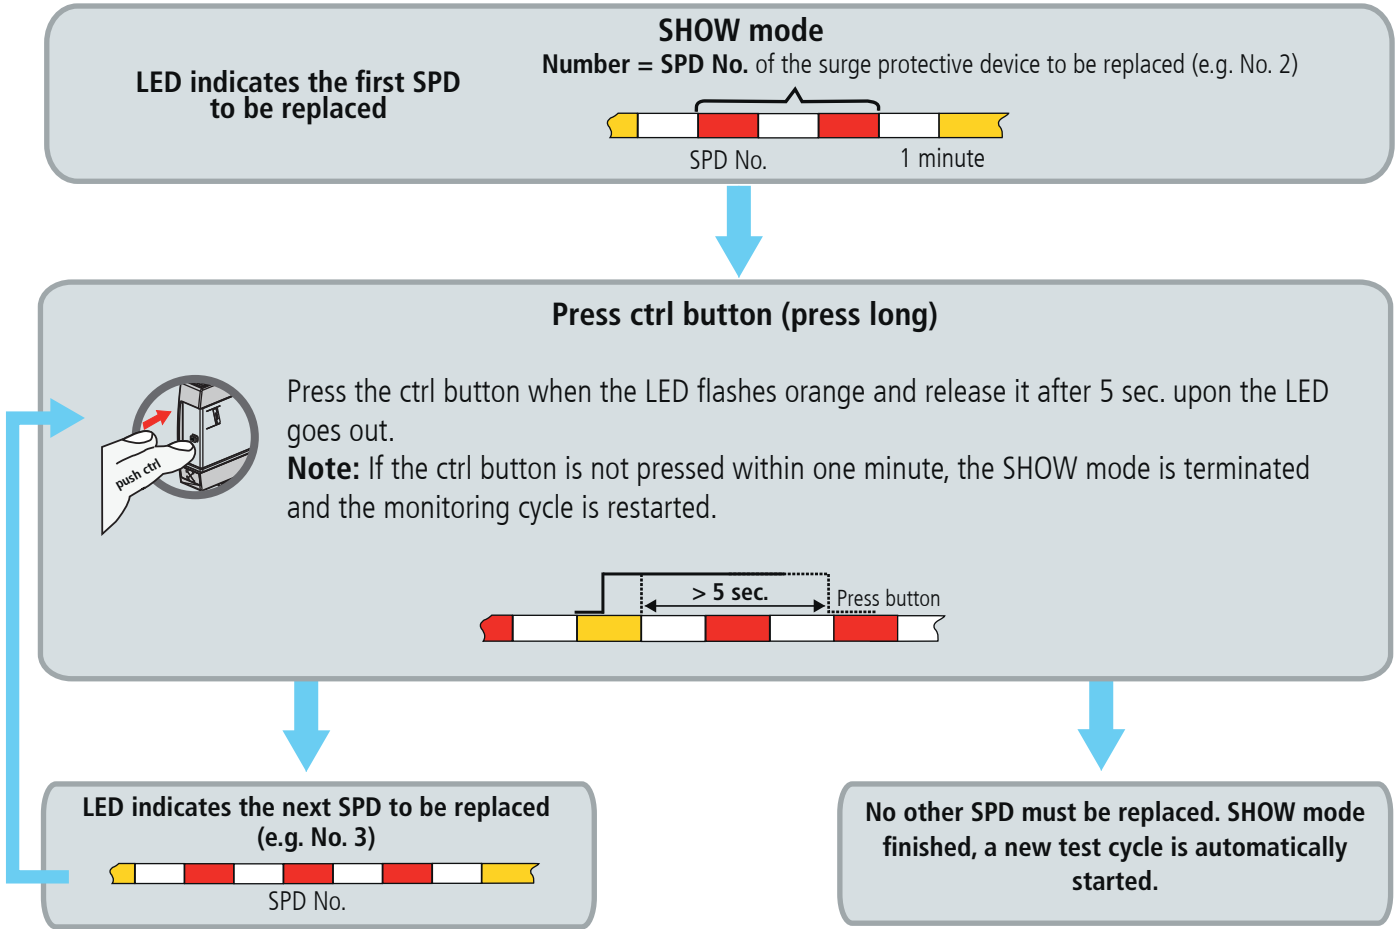 SHOW mode
LED indicates the first SPD
to be replaced
Number = SPD No. of the surge protective device to be replaced (e.g. No. 2)
SPD No.
1 minute
Press ctrl button (press long)
push ctrl
Press the ctrl button when the LED flashes orange and release it after 5 sec. upon the LED
goes out.
Note: If the ctrl button is not pressed within one minute, the SHOW mode is terminated
and the monitoring cycle is restarted.
> 5 sec.
Press button
LED indicates the next SPD to be replaced
(e.g. No. 3)
SPD No.
No other SPD must be replaced. SHOW mode
finished, a new test cycle is automatically
started.